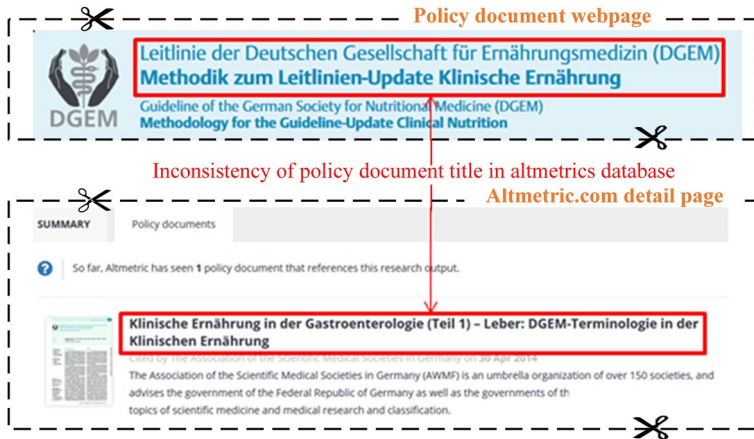 Policy document webpage
DGEM
Leitlinie der Deutschen Gesellschaft für Ernährungsmedizin (DGEM)
Methodik zum Leitlinien-Update Klinische Ernährung
Guideline of the German Society for Nutritional Medicine (DGEM)
Methodology for the Guideline-Update Clinical Nutrition
Inconsistency of policy document title in altmetrics database
Altmetric.com detail page
SUMMARY Policy documents
? So far, Altmetric has seen 1 policy document that references this research output.
Klinische Ernährung in der Gastroenterologie (Teil 1) – Leber: DGEM-Terminologie in der
Klinischen Ernährung
Cited by The Association of the Scientific Medical Societies in Germany on 30 Apr 2014
The Association of the Scientific Medical Societies in Germany (AWMF) is an umbrella organization of over 150 societies, and
advises the government of the Federal Republic of Germany as well as the governments of th
topics of scientific medicine and medical research and classification.